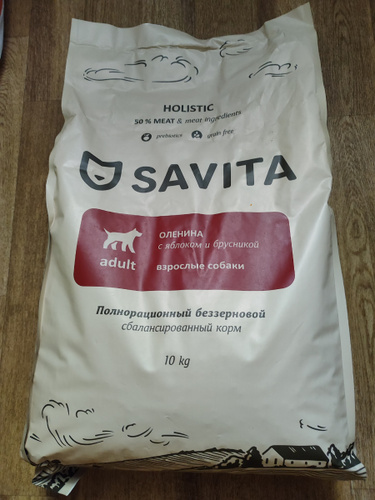 HOLISTIC
50 % MEAT & meat ingredients
prebiotics grain free
SAVITA
ОЛЕНИНА
с яблоком и брусникой
adult взрослые собаки
Полнорационный беззерновой
сбалансированный корм
10 kg